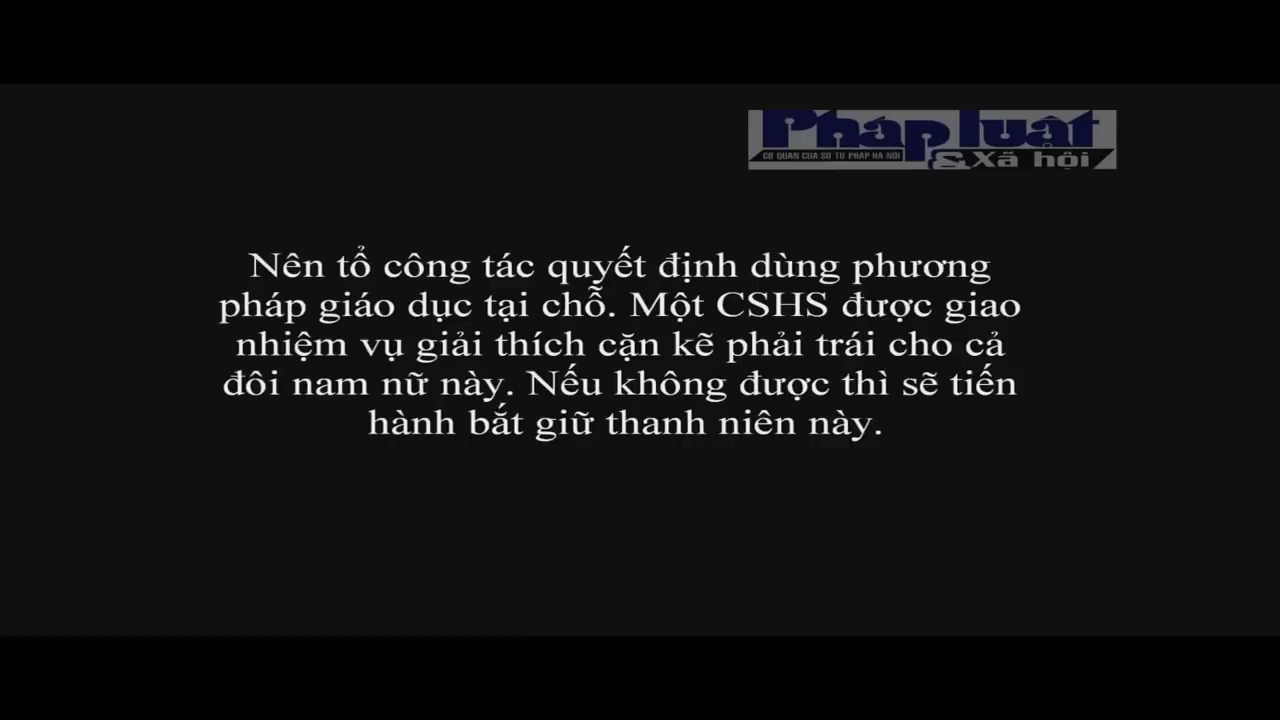 Pháp luật
CƠ QUAN CỦA SỞ TƯ PHÁP HÀ NỘI
&Xã hội
Nên tổ công tác quyết định dùng phương
pháp giáo dục tại chỗ. Một CSHS được giao
nhiệm vụ giải thích cặn kẽ phải trái cho cả
đôi nam nữ này. Nếu không được thì sẽ tiến
hành bắt giữ thanh niên này.